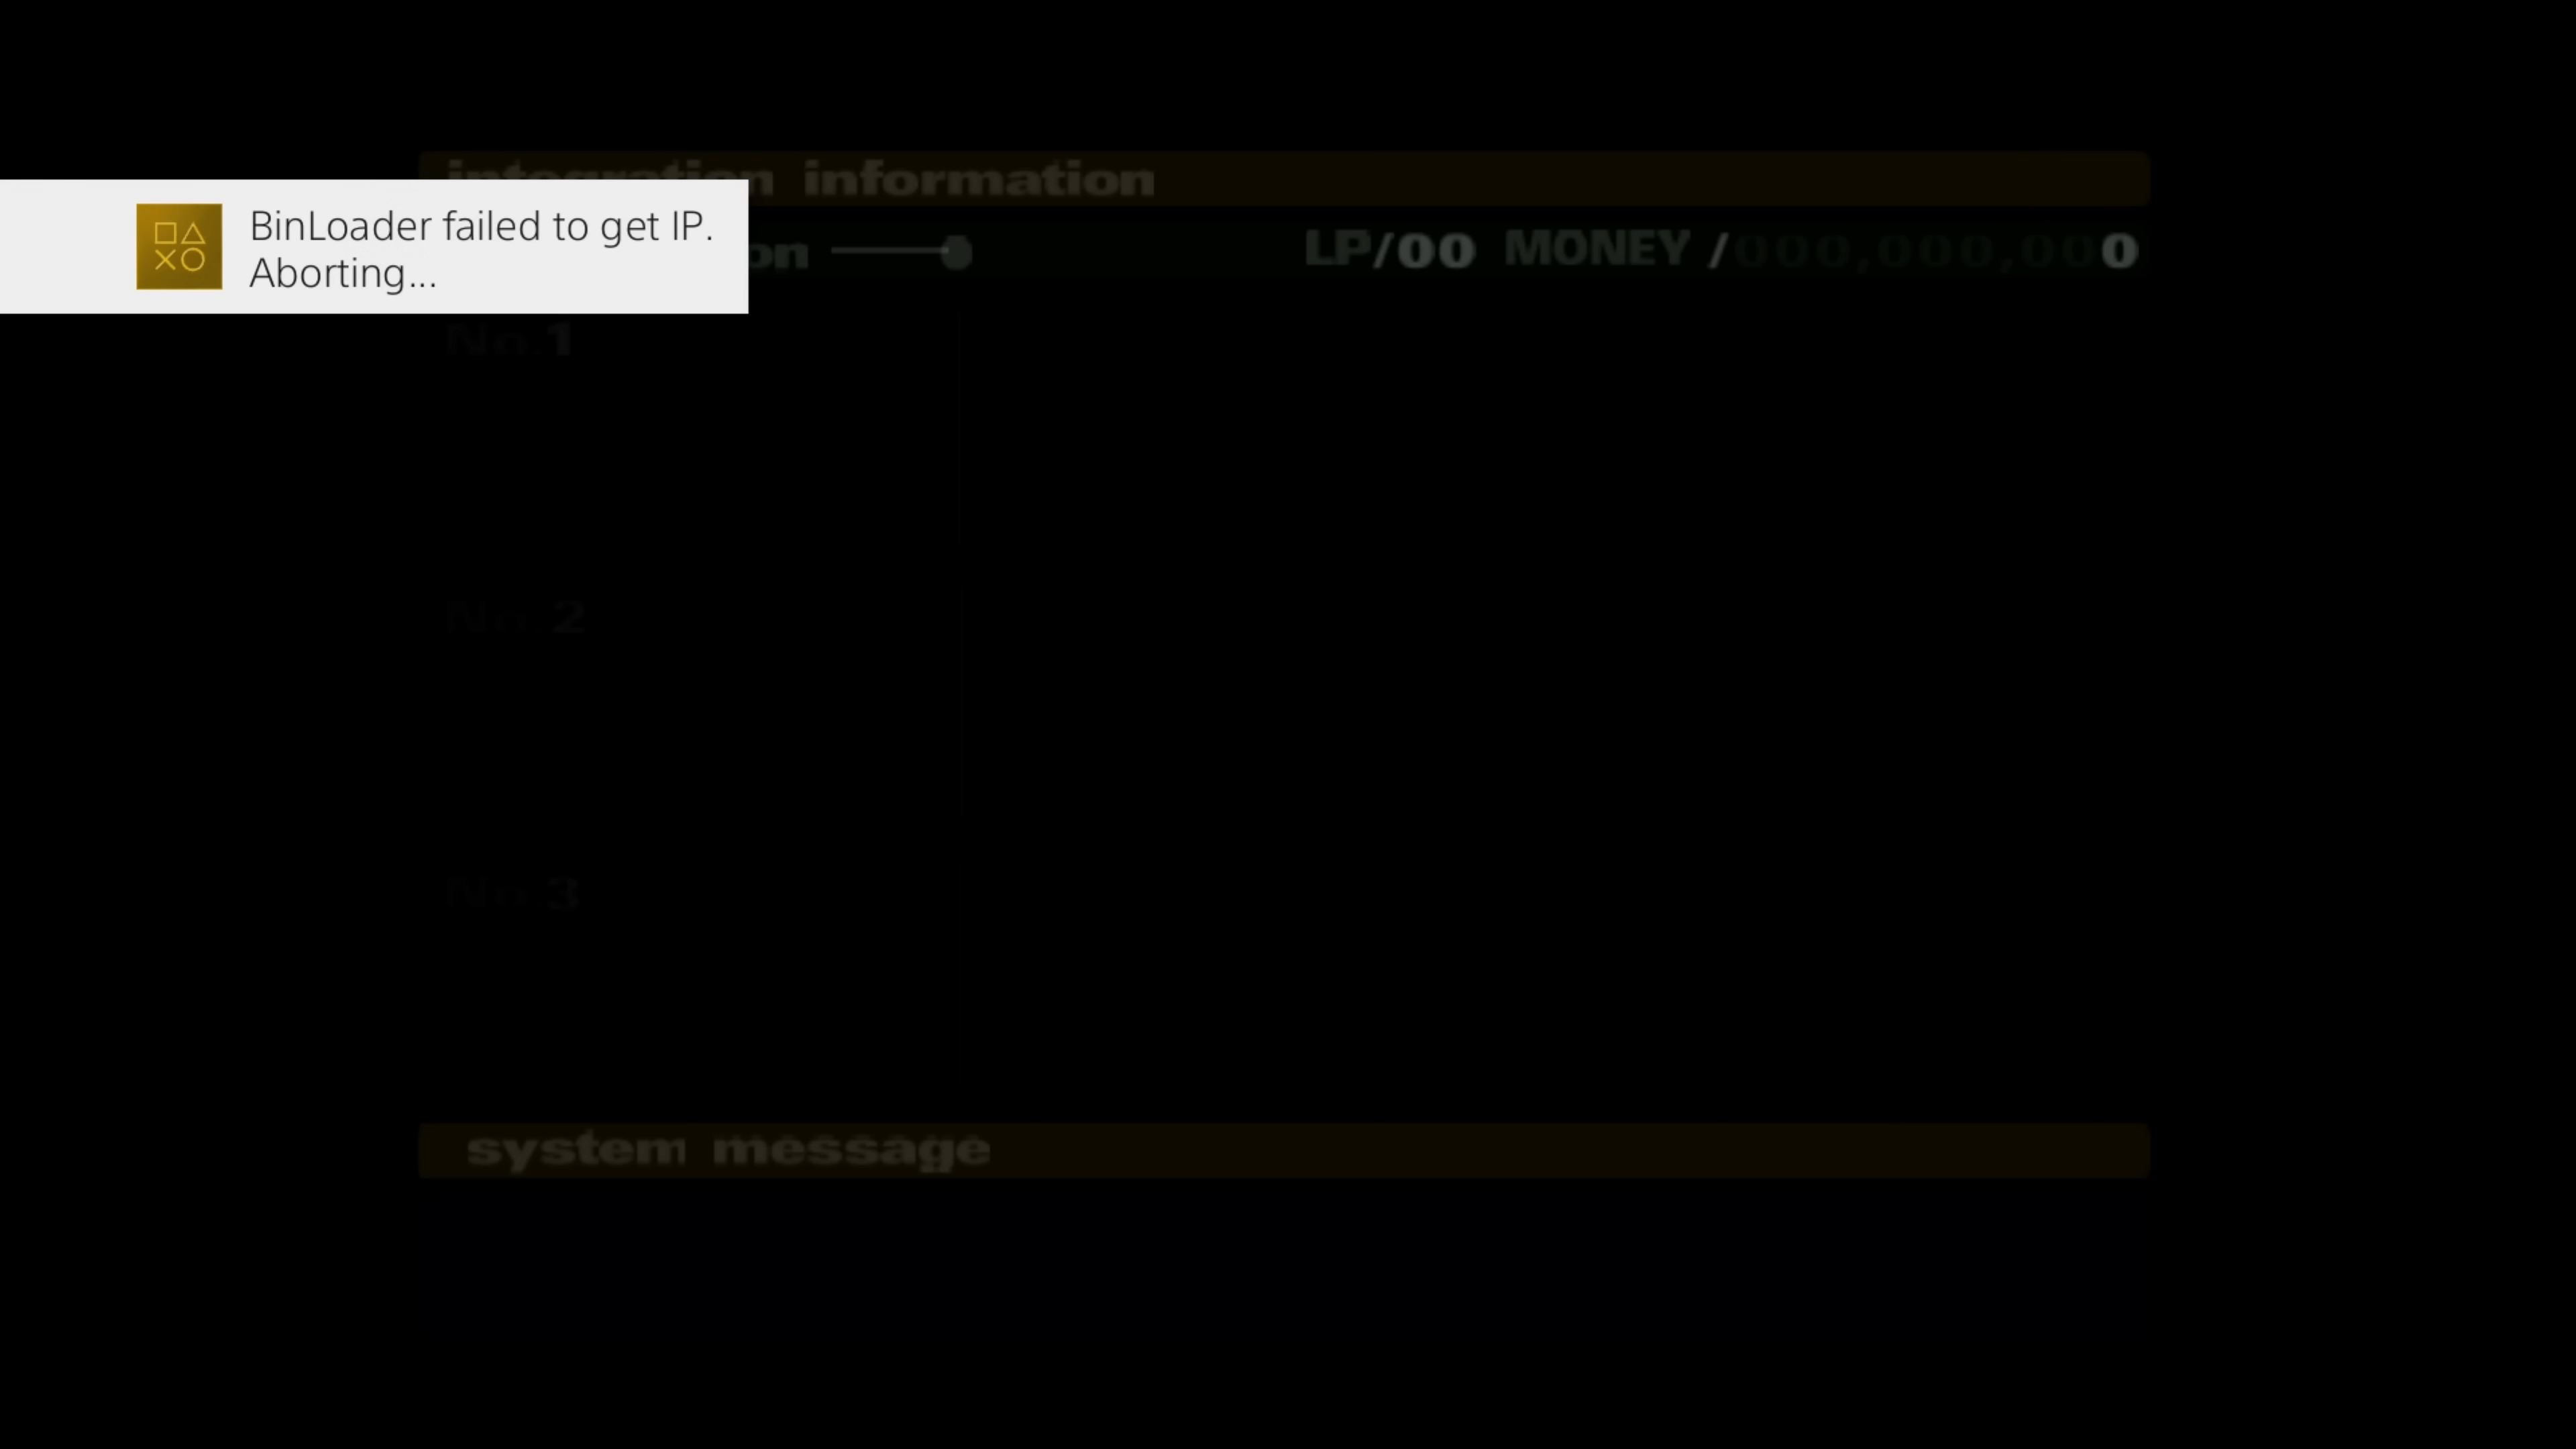 integration information
BinLoader failed to get IP.
Aborting...
on
LP/00 MONEY /000,000,000
No.1
No.2
No.3
system message